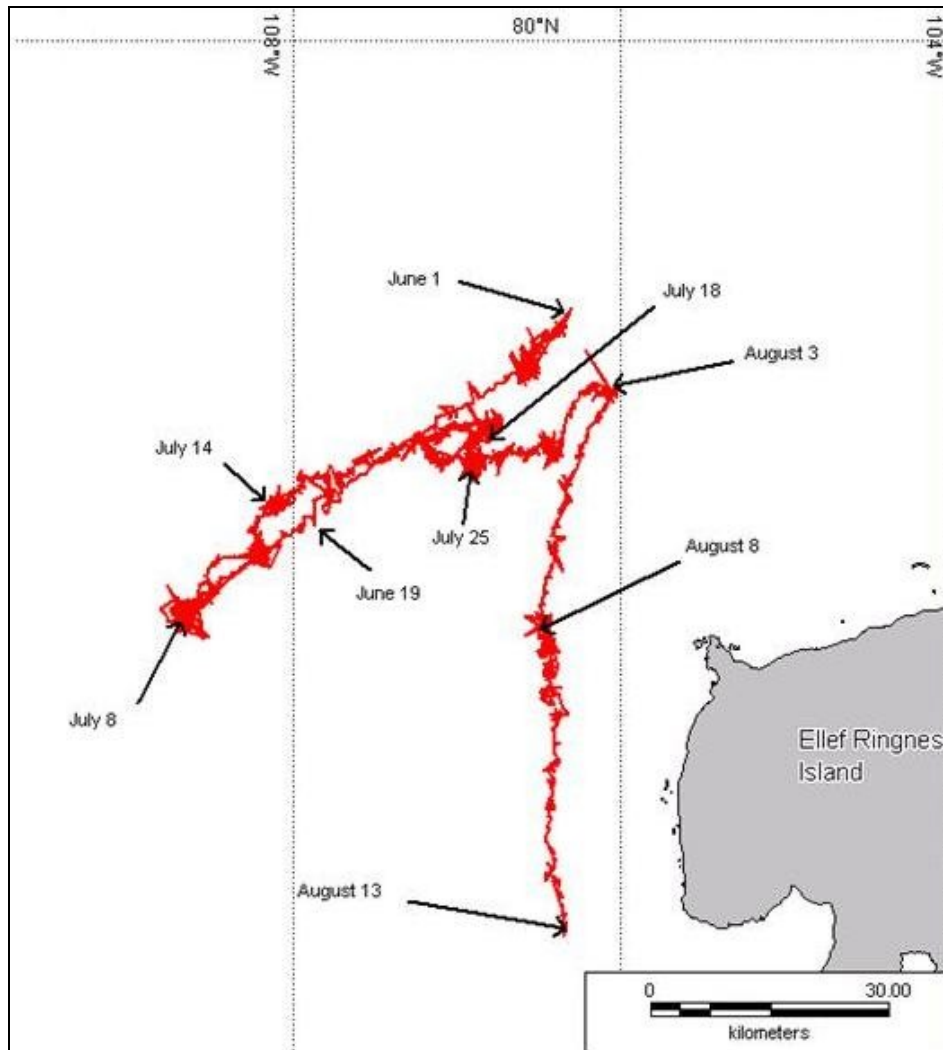 80°N
108°W
104°W
June 1
July 18
August 3
July 14
July 25
August 8
June 19
July 8
Ellef Ringnes
Island
August 13
0 30.00
kilometers